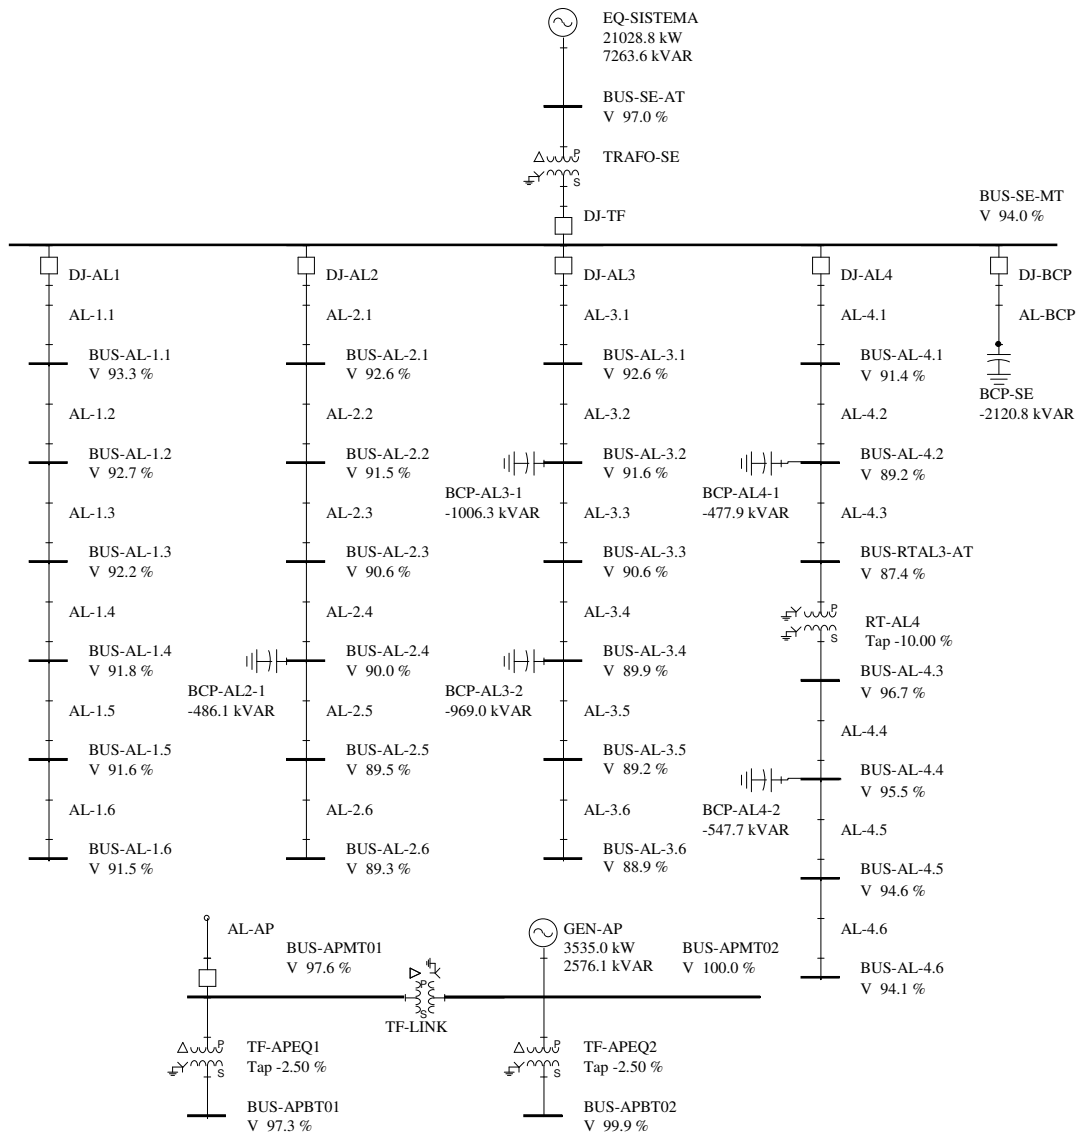 EQ-SISTEMA
21028.8 kW
7263.6 kVAR
BUS-SE-AT
V 97.0 %
P
TRAFO-SE
S
DJ-TF
BUS-SE-MT
V 94.0 %
DJ-AL1
DJ-AL2
DJ-AL3
DJ-AL4
DJ-BCP
AL-1.1
AL-2.1
AL-3.1
AL-4.1
AL-BCP
BUS-AL-1.1
V 93.3 %
BUS-AL-2.1
V 92.6 %
BUS-AL-3.1
V 92.6 %
BUS-AL-4.1
V 91.4 %
BCP-SE
-2120.8 kVAR
AL-1.2
AL-2.2
AL-3.2
AL-4.2
BUS-AL-1.2
V 92.7 %
BUS-AL-2.2
V 91.5 %
BCP-AL3-1
-1006.3 kVAR
BUS-AL-3.2
V 91.6 %
BCP-AL4-1
-477.9 kVAR
BUS-AL-4.2
V 89.2 %
AL-1.3
AL-2.3
AL-3.3
AL-4.3
BUS-AL-1.3
V 92.2 %
BUS-AL-2.3
V 90.6 %
BUS-AL-3.3
V 90.6 %
BUS-RTAL3-AT
V 87.4 %
AL-1.4
AL-2.4
AL-3.4
P
RT-AL4
S
Tap -10.00 %
BUS-AL-1.4
V 91.8 %
BCP-AL2-1
-486.1 kVAR
BUS-AL-2.4
V 90.0 %
BCP-AL3-2
-969.0 kVAR
BUS-AL-3.4
V 89.9 %
BUS-AL-4.3
V 96.7 %
AL-1.5
AL-2.5
AL-3.5
AL-4.4
BUS-AL-1.5
V 91.6 %
BUS-AL-2.5
V 89.5 %
BUS-AL-3.5
V 89.2 %
BCP-AL4-2
-547.7 kVAR
BUS-AL-4.4
V 95.5 %
AL-1.6
AL-2.6
AL-3.6
AL-4.5
BUS-AL-1.6
V 91.5 %
BUS-AL-2.6
V 89.3 %
BUS-AL-3.6
V 88.9 %
BUS-AL-4.5
V 94.6 %
AL-4.6
BUS-AL-4.6
V 94.1 %
AL-AP
BUS-APMT01
V 97.6 %
GEN-AP
3535.0 kW
2576.1 kVAR
BUS-APMT02
V 100.0 %
P
S
TF-LINK
P
TF-APEQ1
Tap -2.50 %
S
P
TF-APEQ2
Tap -2.50 %
S
BUS-APBT01
V 97.3 %
BUS-APBT02
V 99.9 %